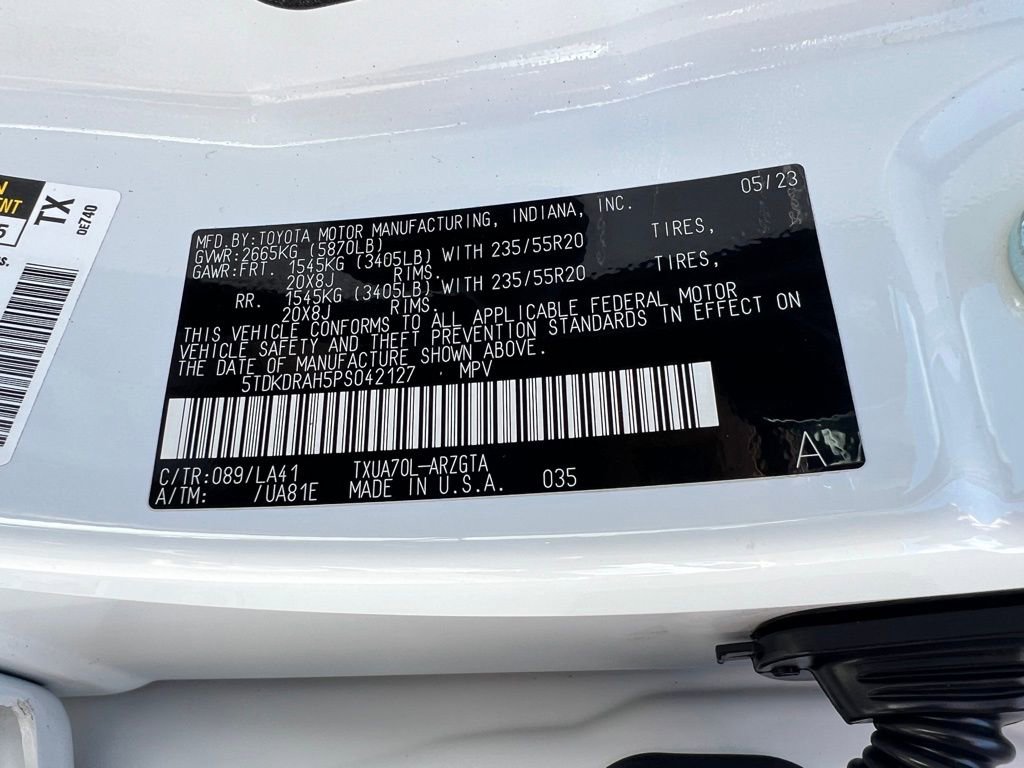 05/23
MFD.BY:TOYOTA MOTOR MANUFACTURING, INDIANA, INC.
GVWR:2665KG (5870LB)
GAWR:FRT. 1545KG (3405LB) WITH 235/55R20 TIRES,
20X8J RIMS.
RR. 1545KG (3405LB) WITH 235/55R20 TIRES,
20X8J RIMS.
THIS VEHICLE CONFORMS TO ALL APPLICABLE FEDERAL MOTOR
VEHICLE SAFETY AND THEFT PREVENTION STANDARDS IN EFFECT ON
THE DATE OF MANUFACTURE SHOWN ABOVE.
5TDKDRAH5PS042127 MPV
C/TR:089/LA41 TXUA70L-ARZGTA A
A/TM: /UA81E MADE IN U.S.A. 035
TX
OE740